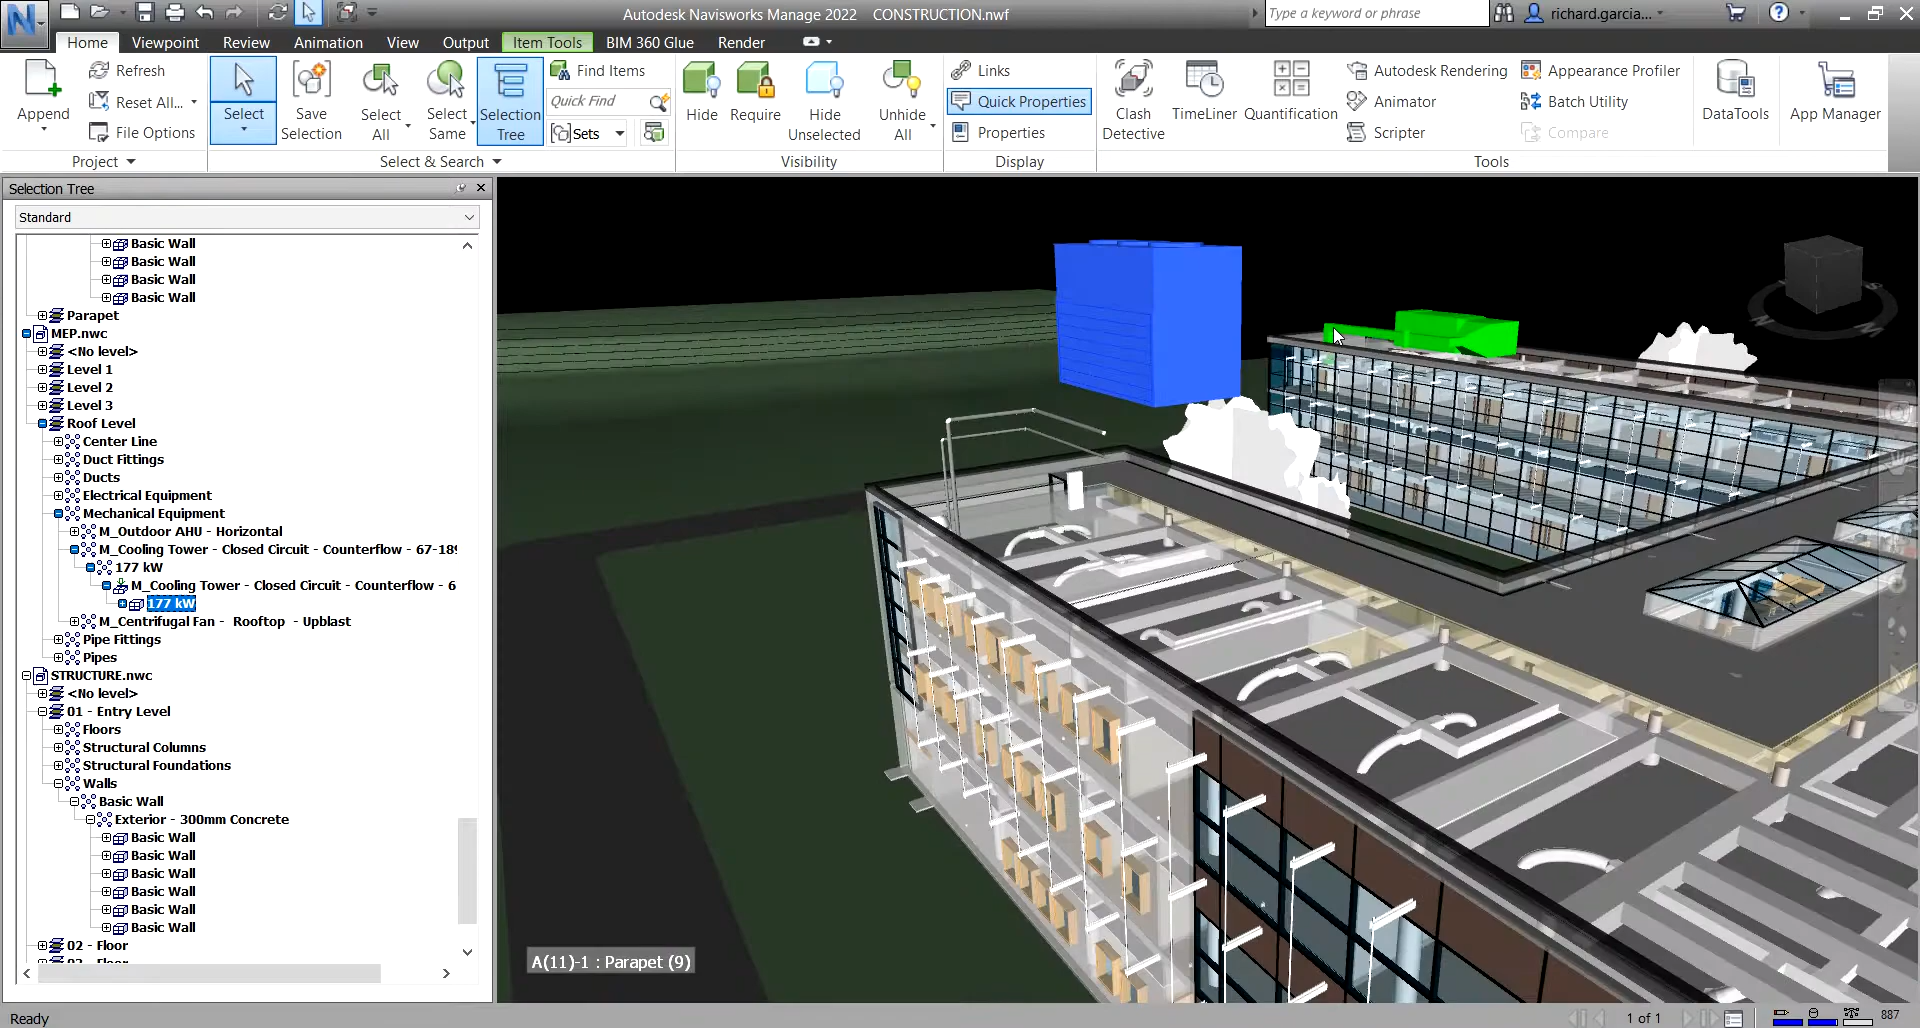 Autodesk Navisworks Manage 2022 CONSTRUCTION.nwf
Type a keyword or phrase
richard.garcia...
Home Viewpoint Review Animation View Output Item Tools BIM 360 Glue Render
Append
Refresh
Reset All...
File Options
Project
Select
Save Selection
Select All
Select Same
Selection Tree
Find Items
Quick Find
Sets
Select & Search
Hide
Require
Hide Unselected
Unhide All
Visibility
Links
Quick Properties
Properties
Display
Clash Detective
TimeLiner
Quantification
Autodesk Rendering
Animator
Scripter
Appearance Profiler
Batch Utility
Compare
Tools
DataTools
App Manager
Selection Tree
Standard
Basic Wall
Basic Wall
Basic Wall
Basic Wall
Parapet
MEP.nwc
<No level>
Level 1
Level 2
Level 3
Roof Level
Center Line
Duct Fittings
Ducts
Electrical Equipment
Mechanical Equipment
M_Outdoor AHU - Horizontal
M_Cooling Tower - Closed Circuit - Counterflow - 67-189
177 kW
M_Cooling Tower - Closed Circuit - Counterflow - 6
177 kW
M_Centrifugal Fan - Rooftop - Upblast
Pipe Fittings
Pipes
STRUCTURE.nwc
<No level>
01 - Entry Level
Floors
Structural Columns
Structural Foundations
Walls
Basic Wall
Exterior - 300mm Concrete
Basic Wall
Basic Wall
Basic Wall
Basic Wall
Basic Wall
Basic Wall
02 - Floor
A(11)-1 : Parapet (9)
Ready
1 of 1
887